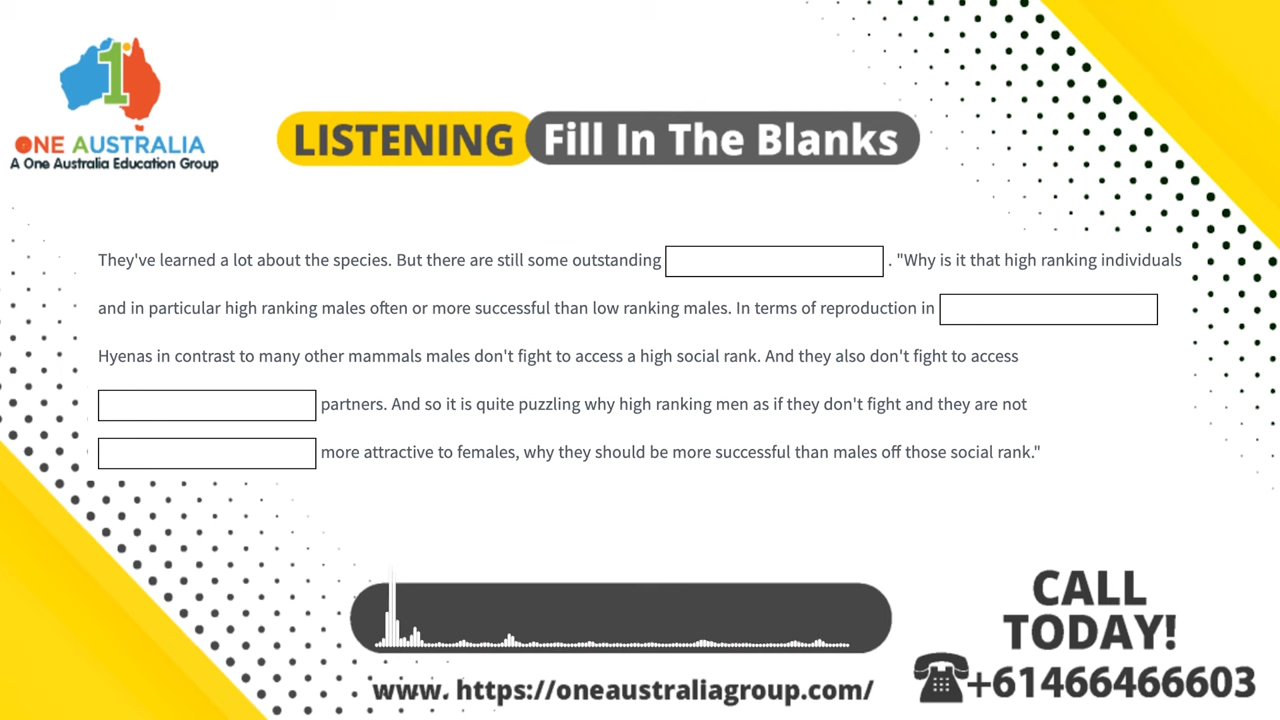 1
ONE AUSTRALIA
A One Australia Education Group
LISTENING Fill In The Blanks
They've learned a lot about the species. But there are still some outstanding . "Why is it that high ranking individuals
and in particular high ranking males often or more successful than low ranking males. In terms of reproduction in
Hyenas in contrast to many other mammals males don't fight to access a high social rank. And they also don't fight to access
partners. And so it is quite puzzling why high ranking men as if they don't fight and they are not
more attractive to females, why they should be more successful than males off those social rank."
CALL
TODAY!
+61466466603
www. https://oneaustraliagroup.com/